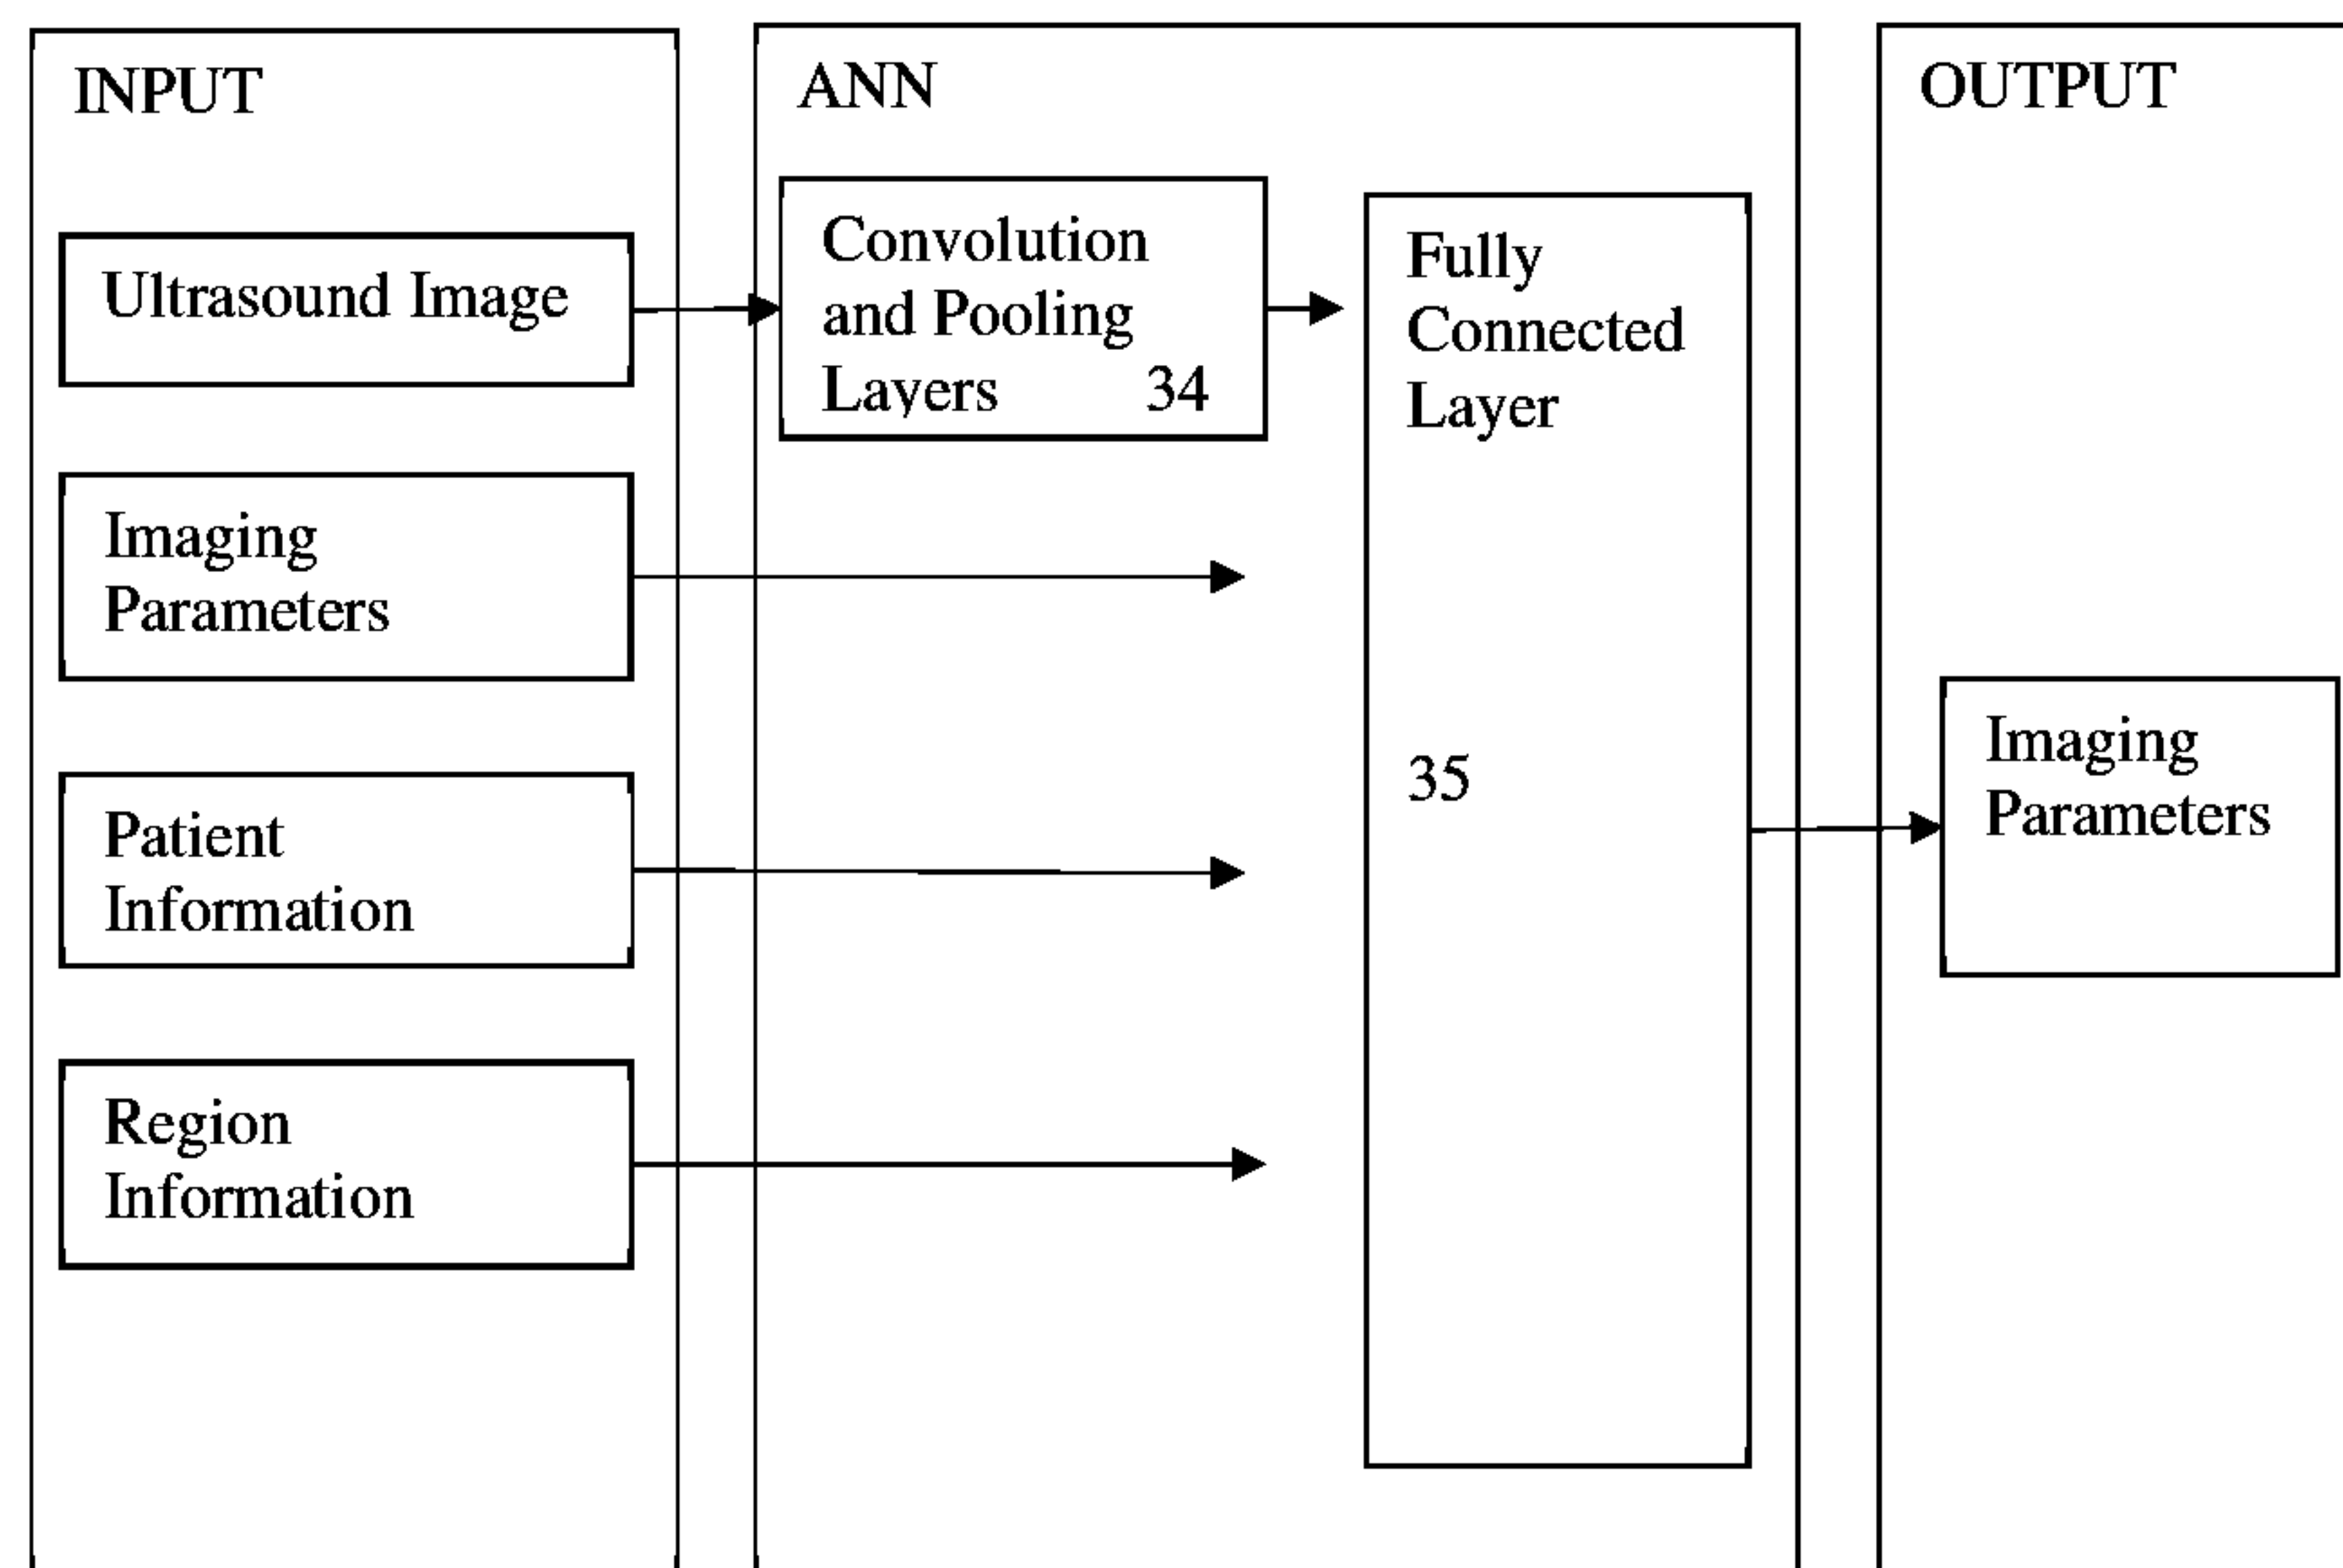 INPUT
Ultrasound Image
Imaging
Parameters
Patient
Information
Region
Information
ANN
Convolution
and Pooling
Layers 34
Fully
Connected
Layer
35
OUTPUT
Imaging
Parameters